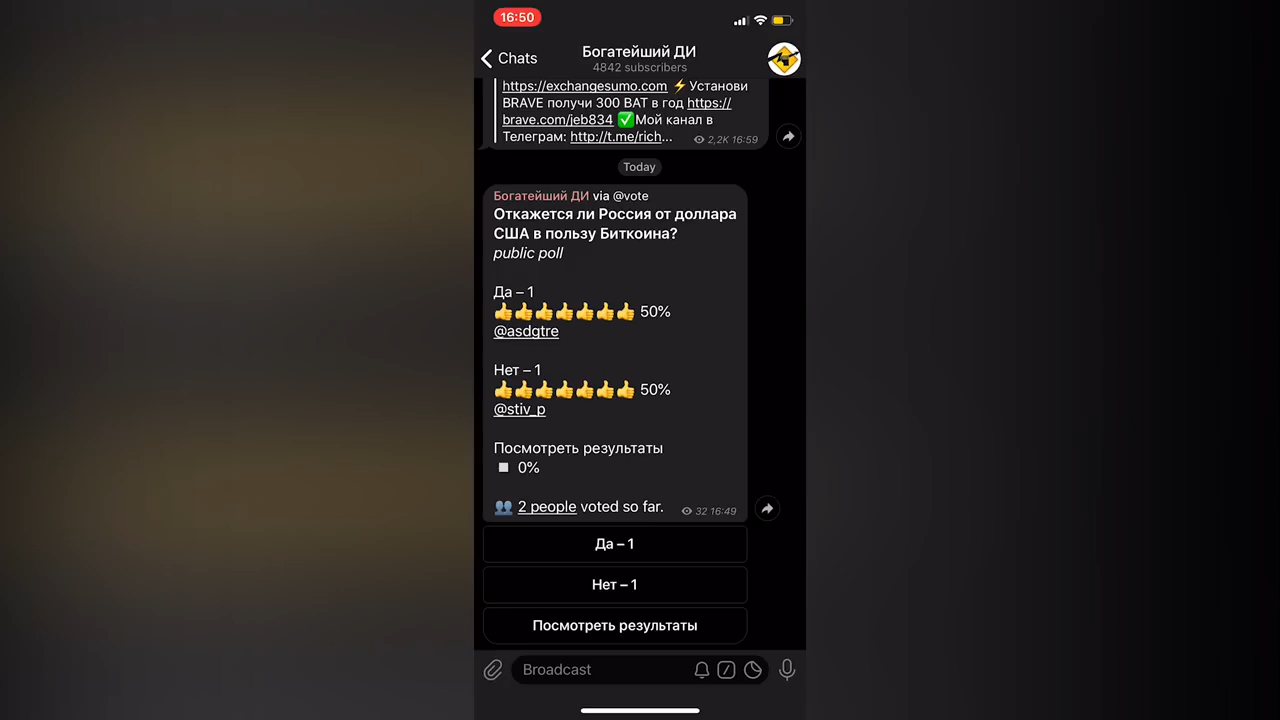 16:50
Chats
Богатейший ДИ
4842 subscribers
https://exchangesumo.com ⚡Установи
BRAVE получи 300 BAT в год https://
brave.com/jeb834 ✅Мой канал в
Телеграм: http://t.me/rich...
2,2K 16:59
Today
Богатейший ДИ via @vote
Откажется ли Россия от доллара
США в пользу Биткоина?
public poll
Да – 1
👍👍👍👍👍👍👍 50%
@asdgtre
Нет – 1
👍👍👍👍👍👍👍 50%
@stiv_p
Посмотреть результаты
▫️ 0%
👥 2 people voted so far.
32 16:49
Да – 1
Нет – 1
Посмотреть результаты
Broadcast